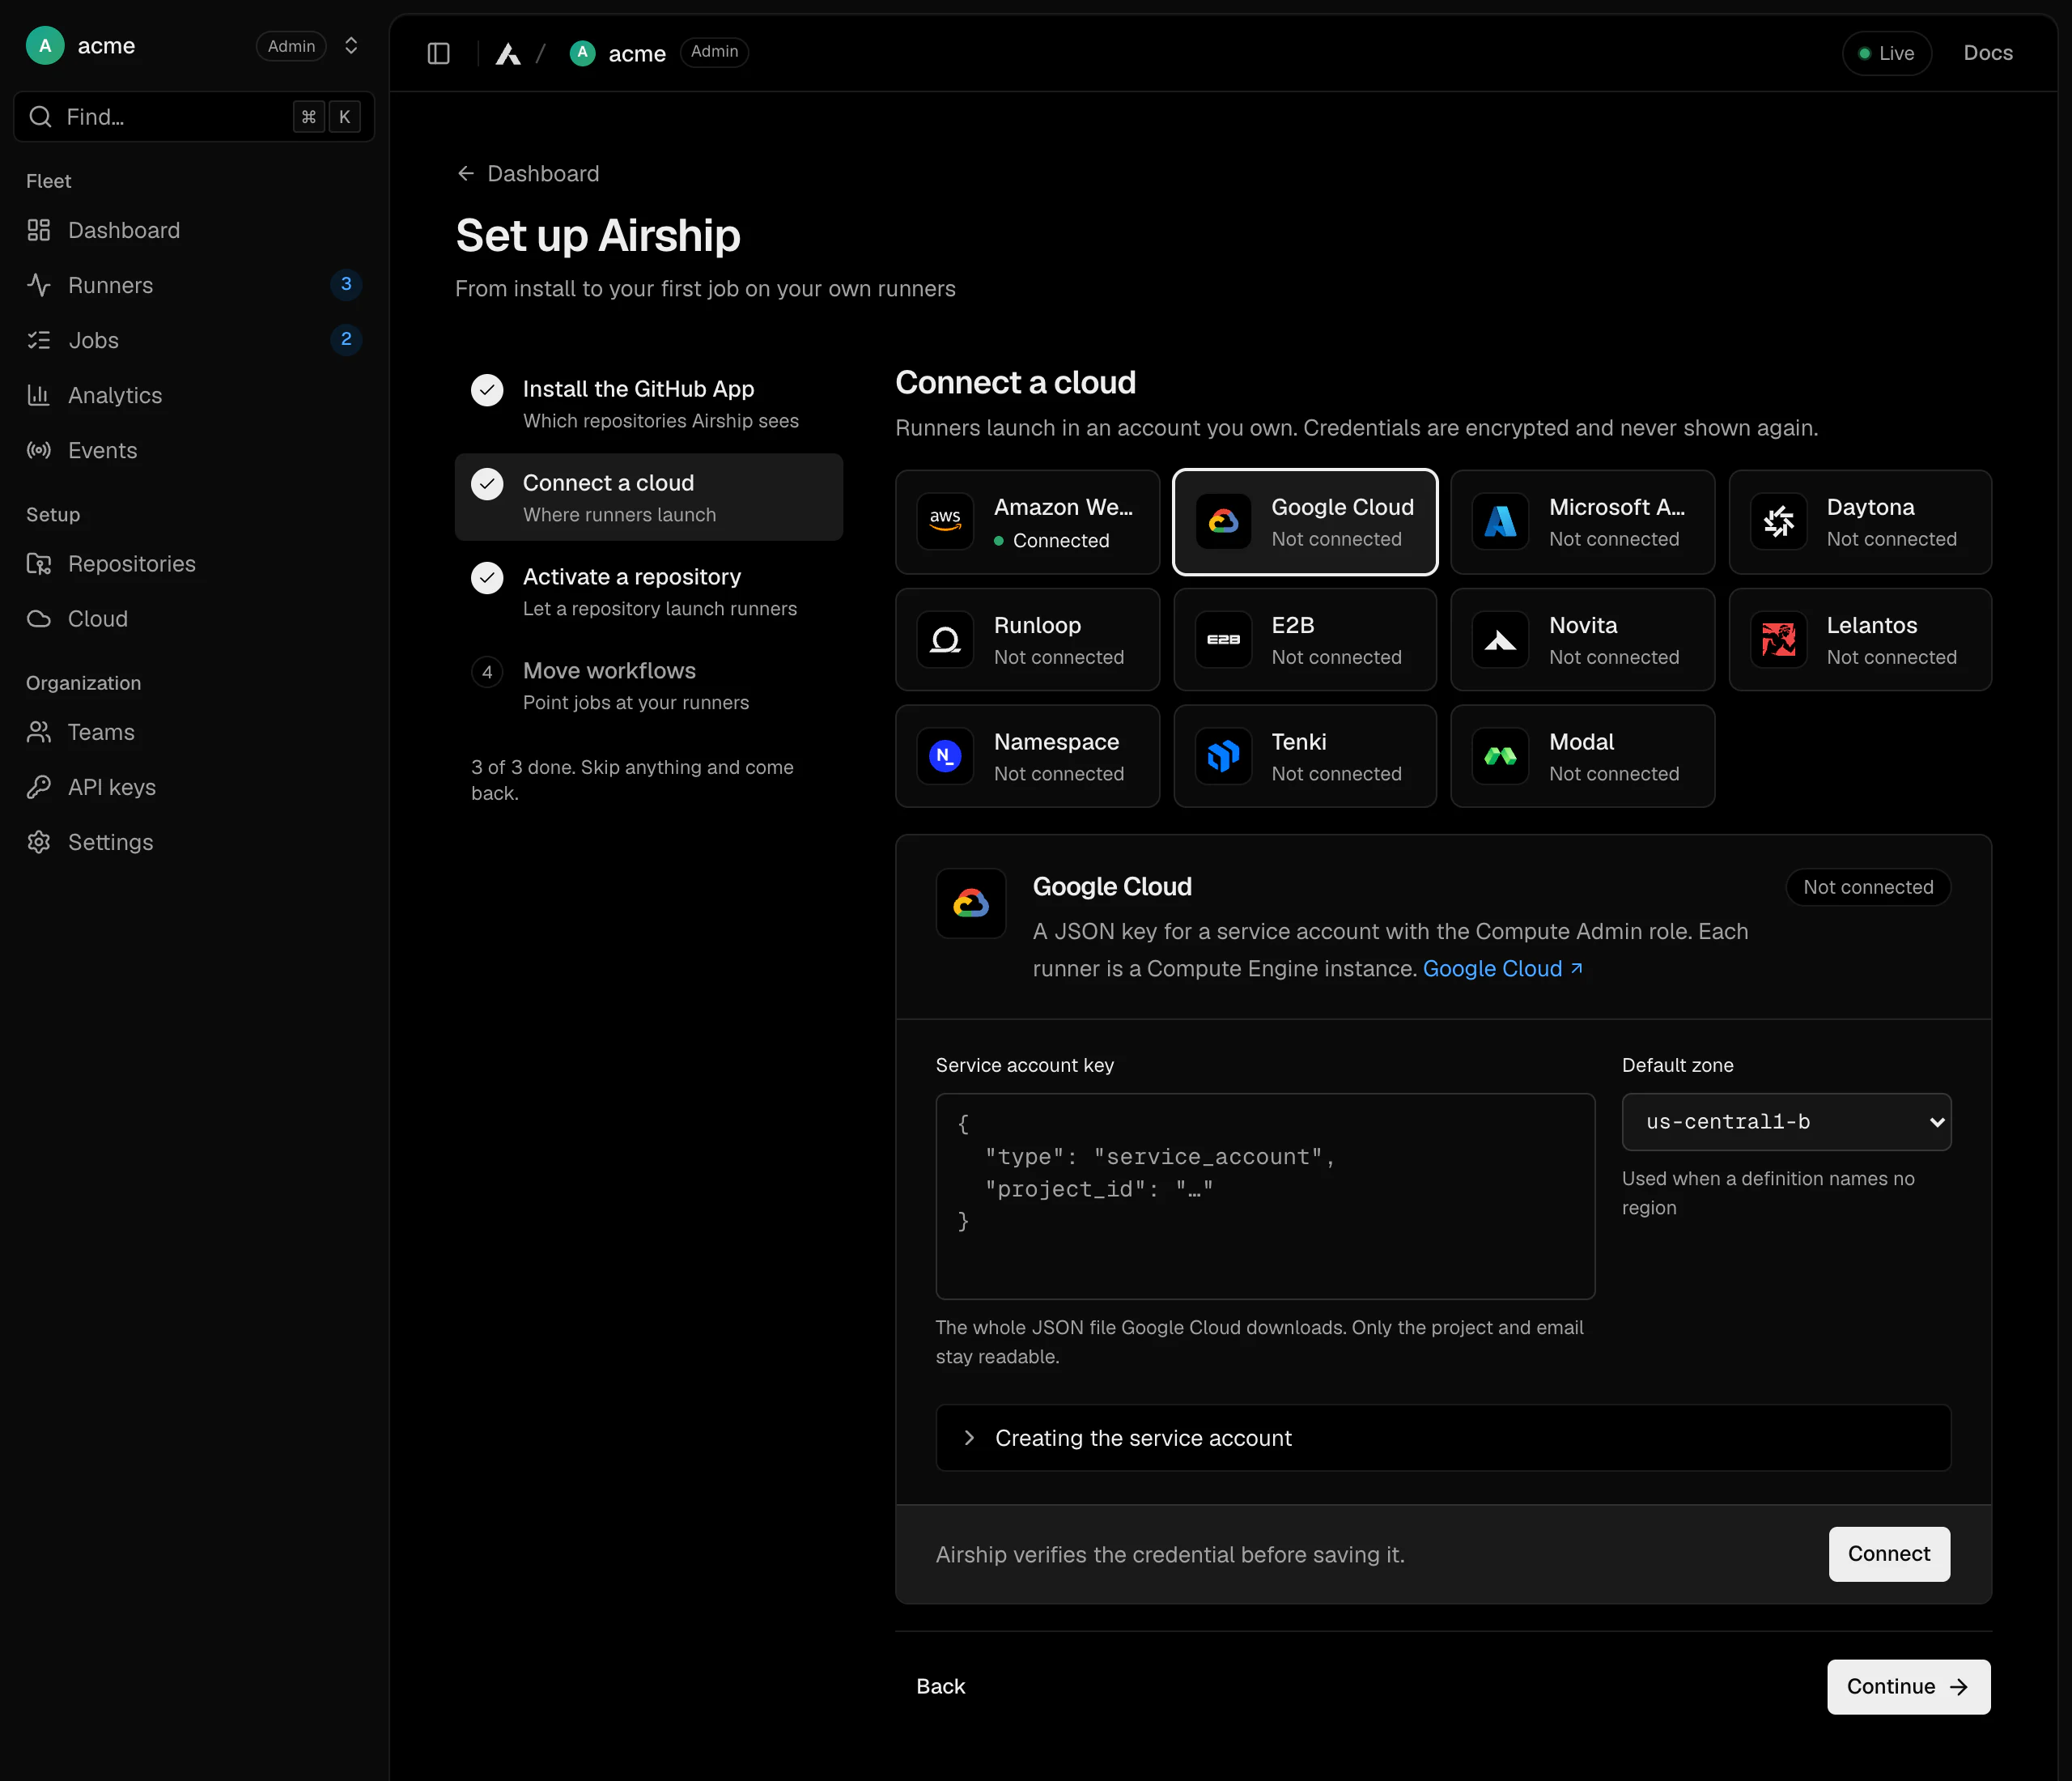 A acme Admin
Find... ⌘ K
Fleet
Dashboard
Runners 3
Jobs 2
Analytics
Events
Setup
Repositories
Cloud
Organization
Teams
API keys
Settings
/ A acme Admin
Live Docs
← Dashboard
Set up Airship
From install to your first job on your own runners
Install the GitHub App
Which repositories Airship sees
Connect a cloud
Where runners launch
Activate a repository
Let a repository launch runners
4 Move workflows
Point jobs at your runners
3 of 3 done. Skip anything and come
back.
Connect a cloud
Runners launch in an account you own. Credentials are encrypted and never shown again.
aws Amazon We...
Connected
Google Cloud
Not connected
Microsoft A...
Not connected
Daytona
Not connected
Runloop
Not connected
E2B E2B
Not connected
Novita
Not connected
Lelantos
Not connected
N_ Namespace
Not connected
Tenki
Not connected
Modal
Not connected
Google Cloud Not connected
A JSON key for a service account with the Compute Admin role. Each
runner is a Compute Engine instance. Google Cloud ↗
Service account key
{
"type": "service_account",
"project_id": "…"
}
The whole JSON file Google Cloud downloads. Only the project and email
stay readable.
Default zone
us-central1-b
Used when a definition names no
region
Creating the service account
Airship verifies the credential before saving it. Connect
Back Continue →